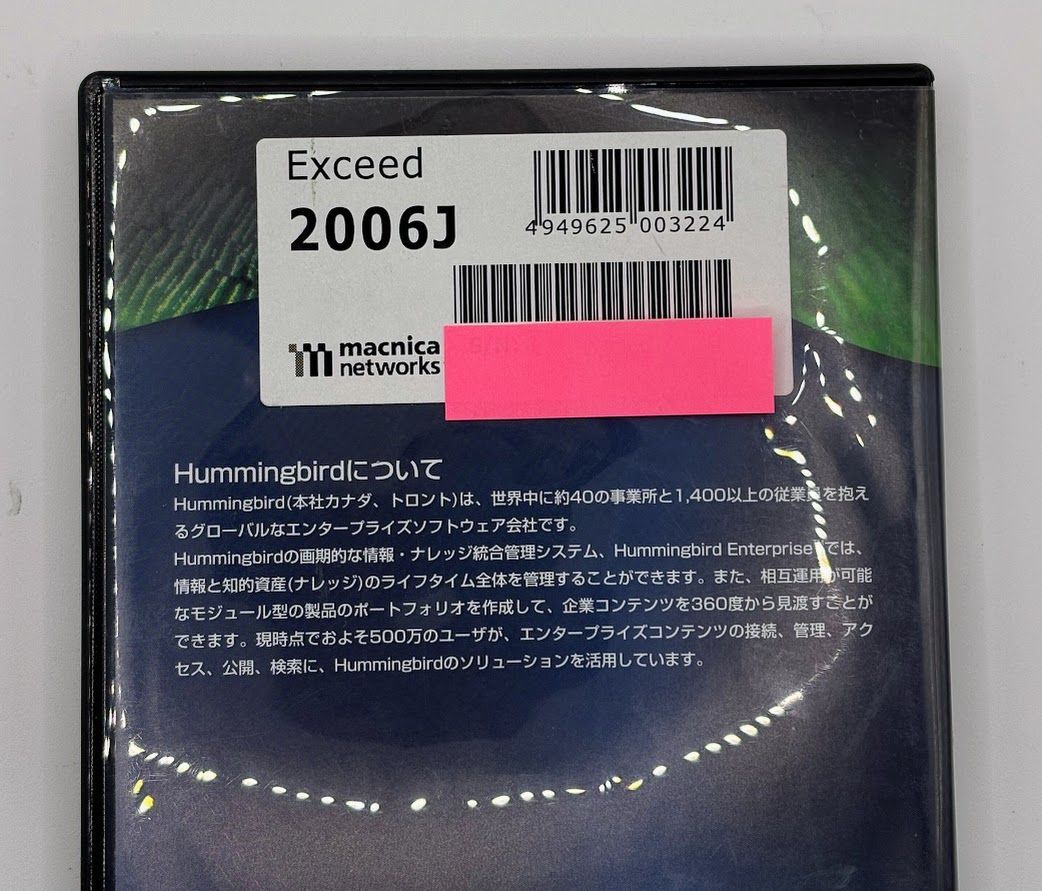 Exceed
2006J
4949625 003224
macnica
networks
Hummingbirdについて
Hummingbird(本社カナダ、トロント)は、世界中に約40の事業所と1,400以上の従業員を抱え
るグローバルなエンタープライズソフトウェア会社です。
Hummingbirdの画期的な情報・ナレッジ統合管理システム、Hummingbird Enterprise™では、
情報と知的資産(ナレッジ)のライフタイム全体を管理することができます。また、相互運用が可能
なモジュール型の製品のポートフォリオを作成して、企業コンテンツを360度から見渡すことが
できます。現時点でおよそ500万のユーザが、エンタープライズコンテンツの接続、管理、アク
セス、公開、検索に、Hummingbirdのソリューションを活用しています。